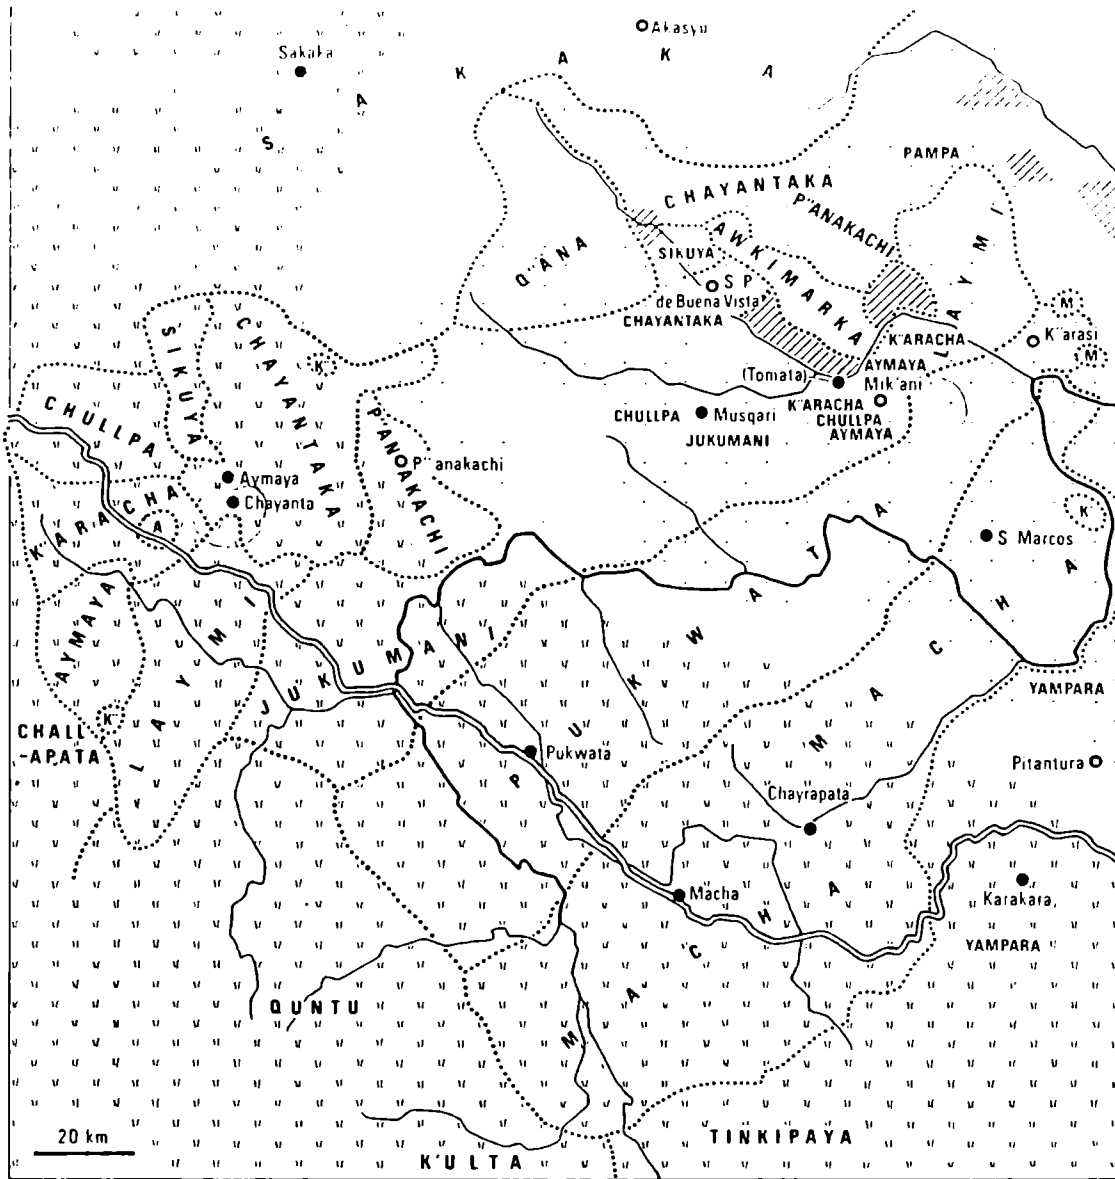 Akasyu
Sakaka
S A K A K A
PAMPA
CHAYANTAKA
P"ANAKACHI
AWKIMARKA
LAYMI
SIKUYA
Q"ANA
S P
de Buena Vista
CHAYANTAKA
M
K"arasi
M
K"ARACHA
AYMAYA
(Tomata)
Mik'ani
K"ARACHA
CHULLPA
AYMAYA
CHULLPA
Musqari
JUKUMANI
SIKUYA
CHAYANTAKA
K"
CHULLPA
P"ANAKACHI
P"anakachi
Aymaya
Chayanta
K"ARACHA
A
K"
S Marcos
AYMAYA
LAYMI
JUKUMANI
PUKWATA
MACHA
YAMPARA
K"
CHALL
-APATA
Pukwata
Pitantura
Chayrapata
Macha
Karakara
YAMPARA
MACHA
QUNTU
TINKIPAYA
K'ULTA
20 km